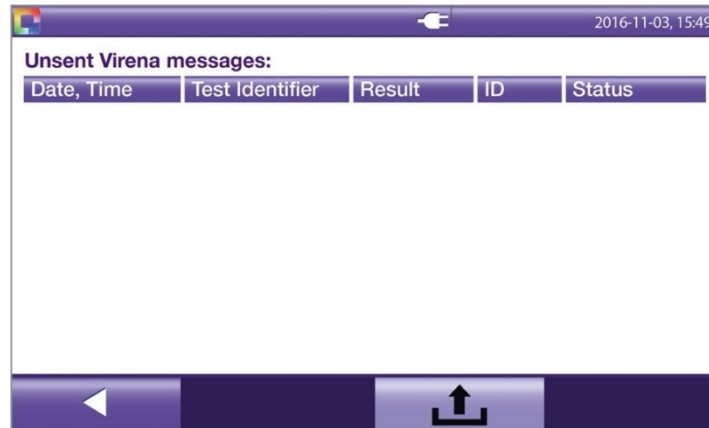 2016-11-03, 15:49
Unsent Virena messages:
Date, Time Test Identifier Result ID Status